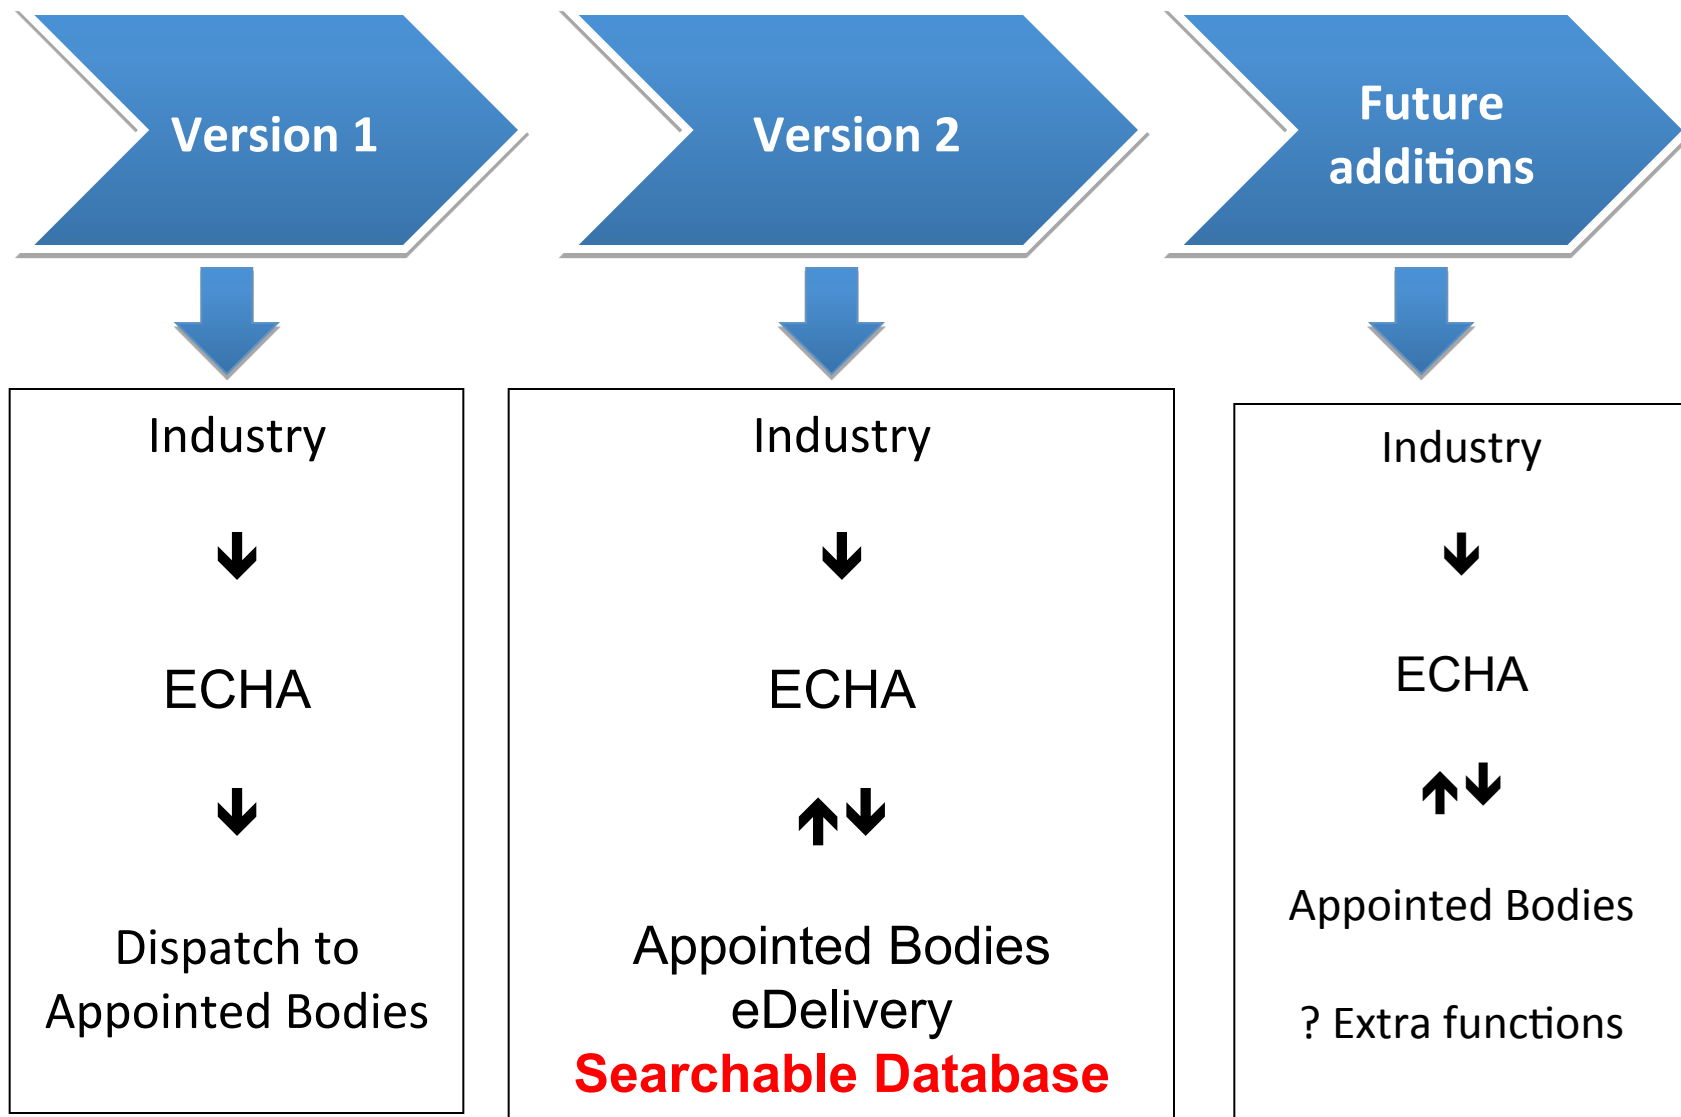 Version 1
Version 2
Future
additions
Industry
ECHA
Dispatch to
Appointed Bodies
Industry
ECHA
Appointed Bodies
eDelivery
Searchable Database
Industry
ECHA
Appointed Bodies
? Extra functions